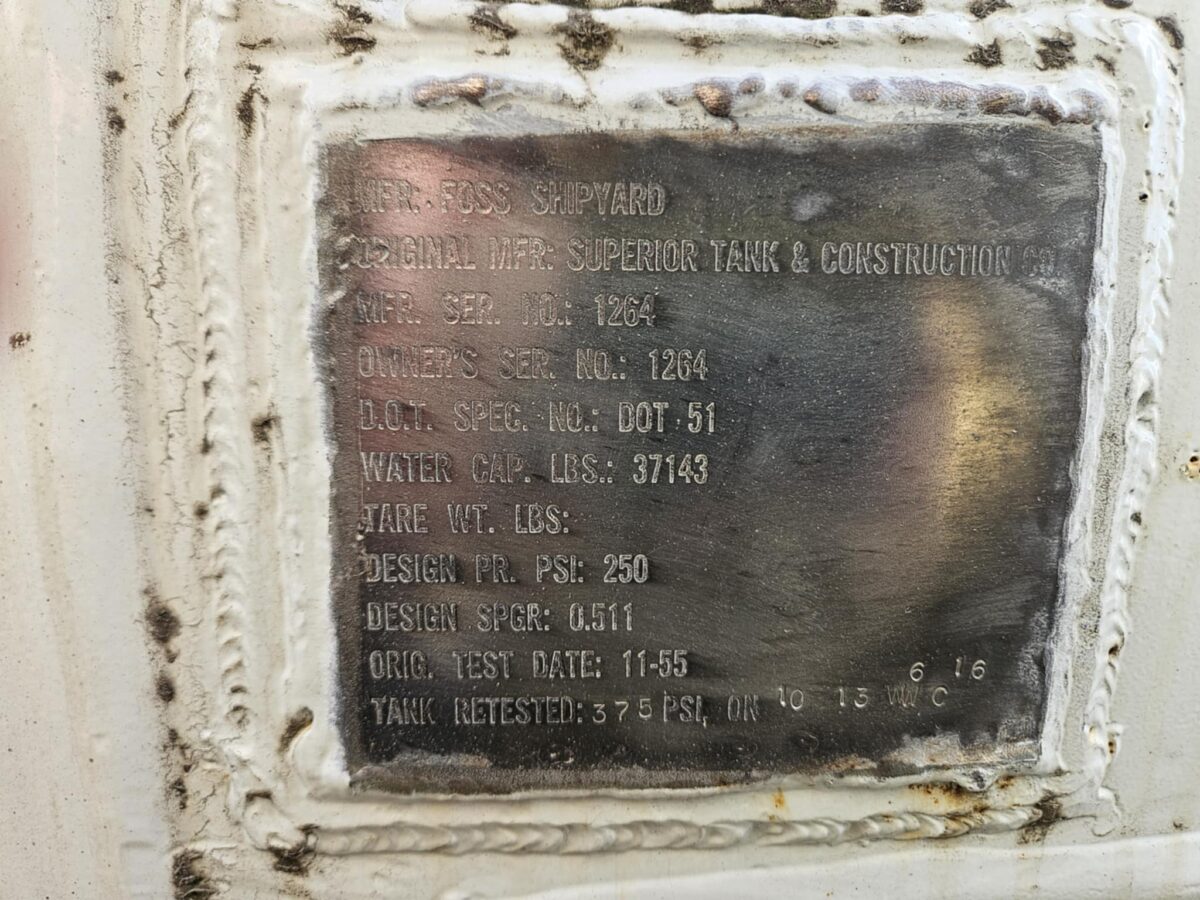 MFR. FOSS SHIPYARD
ORIGINAL MFR: SUPERIOR TANK & CONSTRUCTION CO.
MFR. SER. NO.: 1264
OWNER'S SER. NO.: 1264
D.O.T. SPEC. NO.: DOT 51
WATER CAP. LBS.: 37143
TARE WT. LBS:
DESIGN PR. PSI: 250
DESIGN SPGR: 0.511
ORIG. TEST DATE: 11-55
6 16
TANK RETESTED: 375 PSI, ON 10 13 WVC